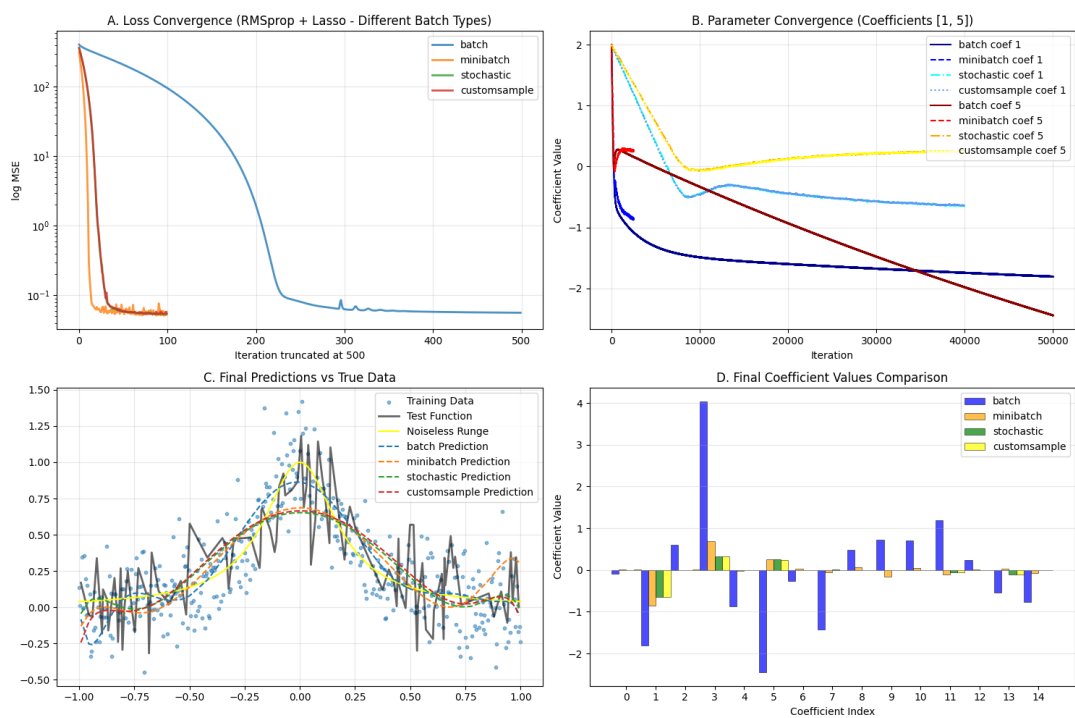 A. Loss Convergence (RMSprop + Lasso - Different Batch Types)
batch
minibatch
stochastic
customsample
log MSE
10²
10¹
10⁰
10⁻¹
0 100 200 300 400 500
Iteration truncated at 500
B. Parameter Convergence (Coefficients [1, 5])
batch coef 1
minibatch coef 1
stochastic coef 1
customsample coef 1
batch coef 5
minibatch coef 5
stochastic coef 5
customsample coef 5
Coefficient Value
2
1
0
−1
−2
0 10000 20000 30000 40000 50000
Iteration
C. Final Predictions vs True Data
Training Data
Test Function
Noiseless Runge
batch Prediction
minibatch Prediction
stochastic Prediction
customsample Prediction
1.50
1.25
1.00
0.75
0.50
0.25
0.00
−0.25
−0.50
−1.00 −0.75 −0.50 −0.25 0.00 0.25 0.50 0.75 1.00
D. Final Coefficient Values Comparison
batch
minibatch
stochastic
customsample
Coefficient Value
4
3
2
1
0
−1
−2
0 1 2 3 4 5 6 7 8 9 10 11 12 13 14
Coefficient Index